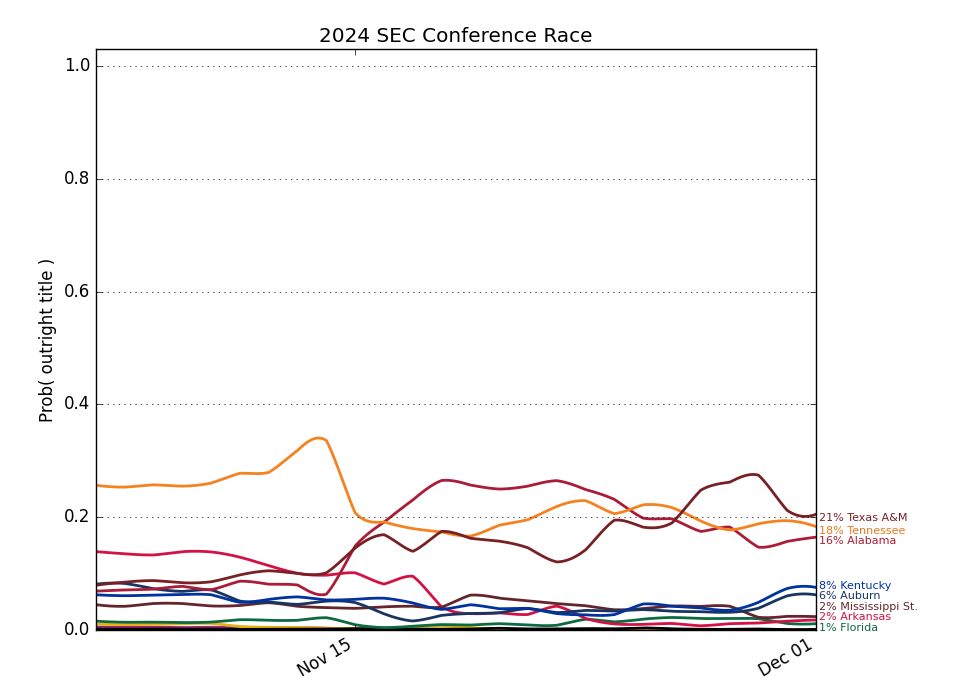 2024 SEC Conference Race
1.0
0.8
0.6
0.4
0.2
0.0
Prob( outright title )
Nov 15
Dec 01
21% Texas A&M
18% Tennessee
16% Alabama
8% Kentucky
6% Auburn
2% Mississippi St.
2% Arkansas
1% Florida